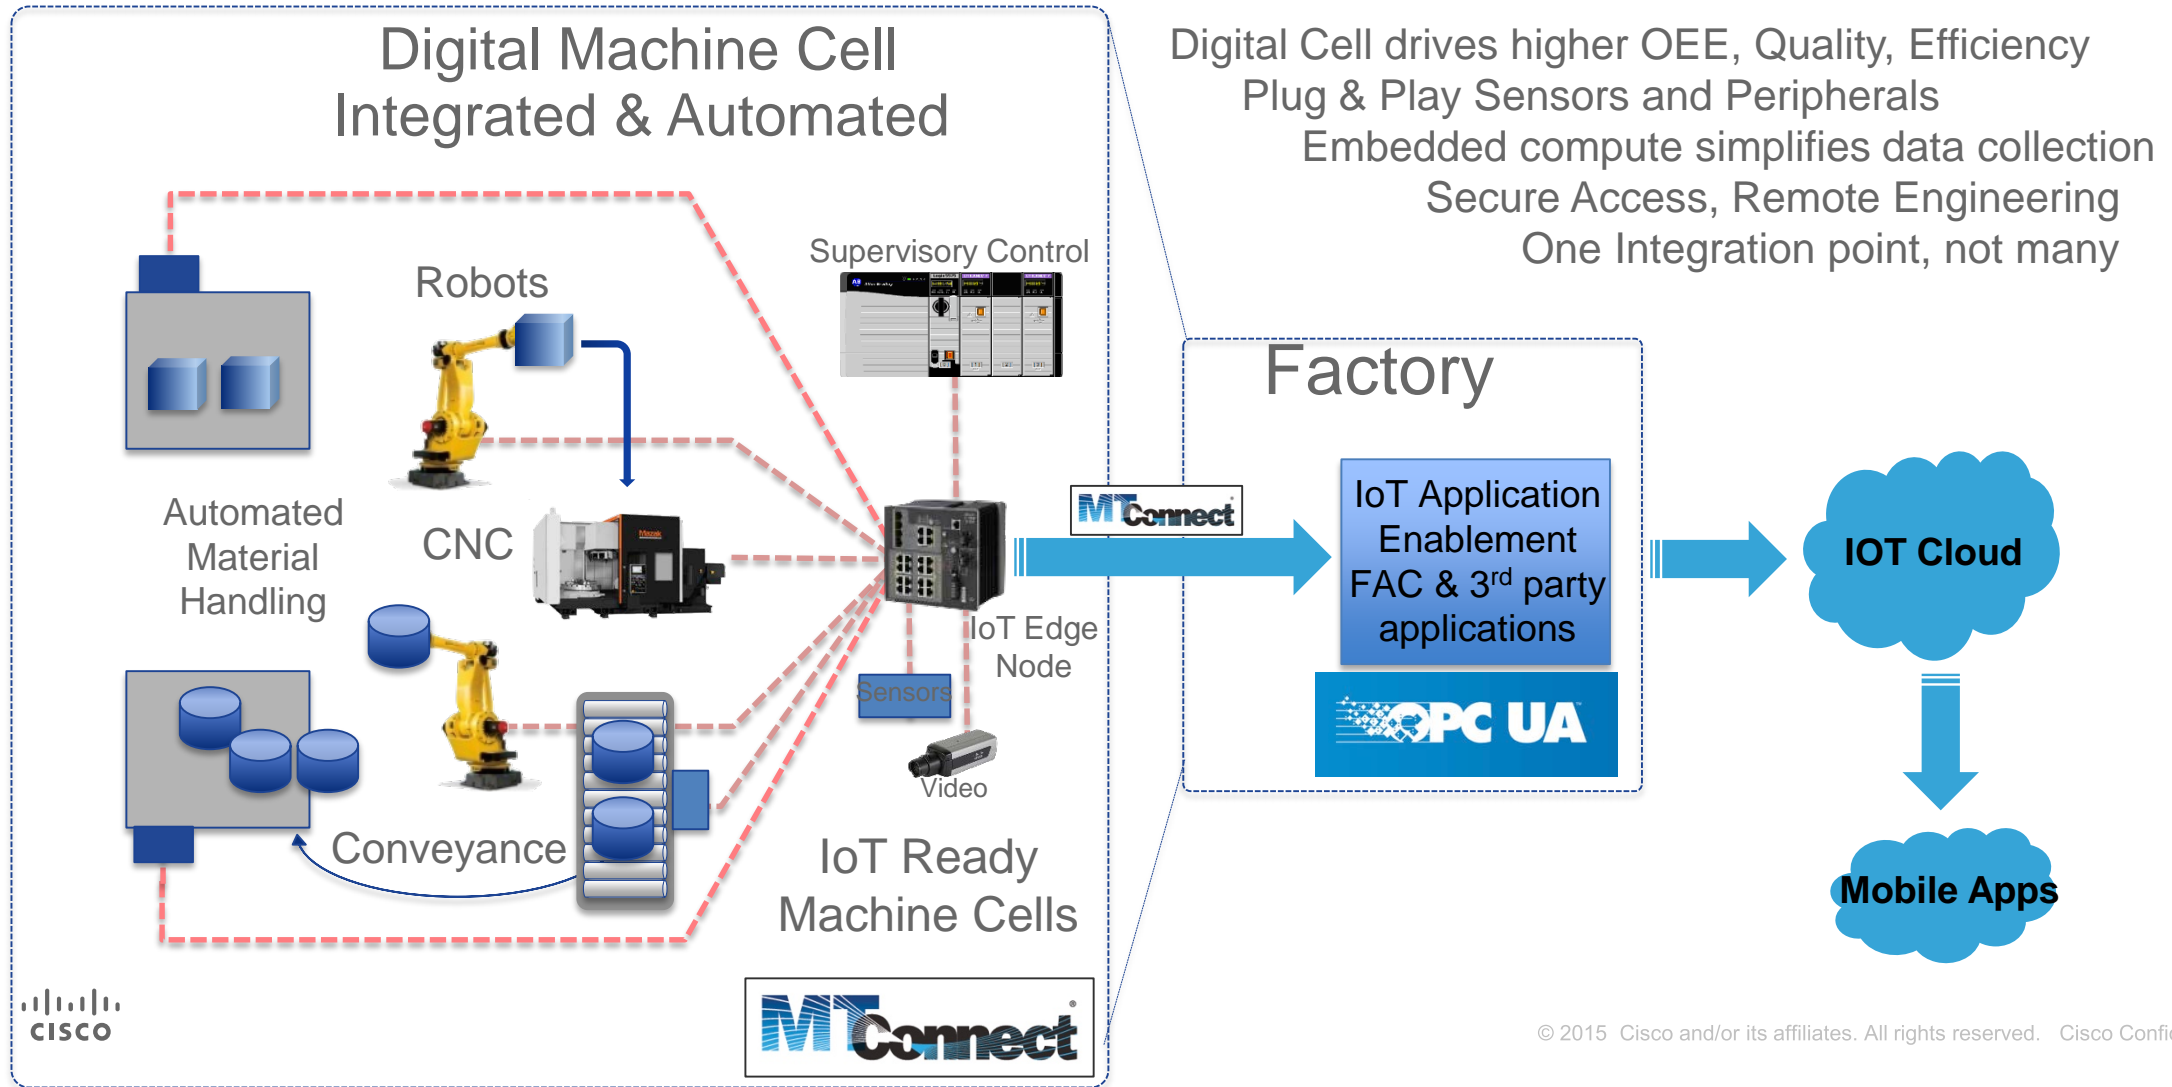 Digital Machine Cell
Integrated & Automated
Digital Cell drives higher OEE, Quality, Efficiency
Plug & Play Sensors and Peripherals
Embedded compute simplifies data collection
Secure Access, Remote Engineering
One Integration point, not many
Supervisory Control
Robots
Factory
Automated
Material
Handling
CNC
Mazak
MTConnect
IoT Application
Enablement
FAC & 3rd party
applications
IOT Cloud
IoT Edge
Node
Sensors
OPC UA
Video
Conveyance
IoT Ready
Machine Cells
Mobile Apps
MTConnect®
CISCO
© 2015 Cisco and/or its affiliates. All rights reserved. Cisco Confi